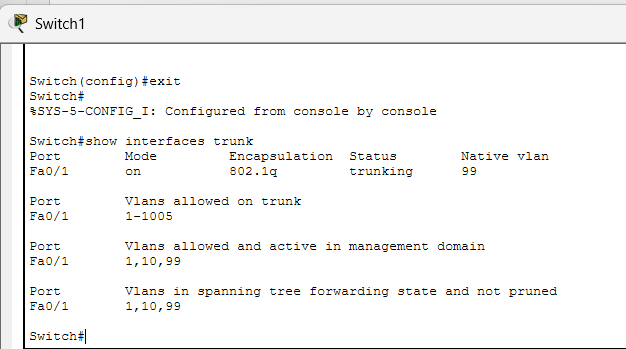 Switch1
Switch(config)#exit
Switch#
%SYS-5-CONFIG_I: Configured from console by console
Switch#show interfaces trunk
Port        Mode         Encapsulation  Status        Native vlan
Fa0/1       on           802.1q         trunking      99
Port        Vlans allowed on trunk
Fa0/1       1-1005
Port        Vlans allowed and active in management domain
Fa0/1       1,10,99
Port        Vlans in spanning tree forwarding state and not pruned
Fa0/1       1,10,99
Switch#